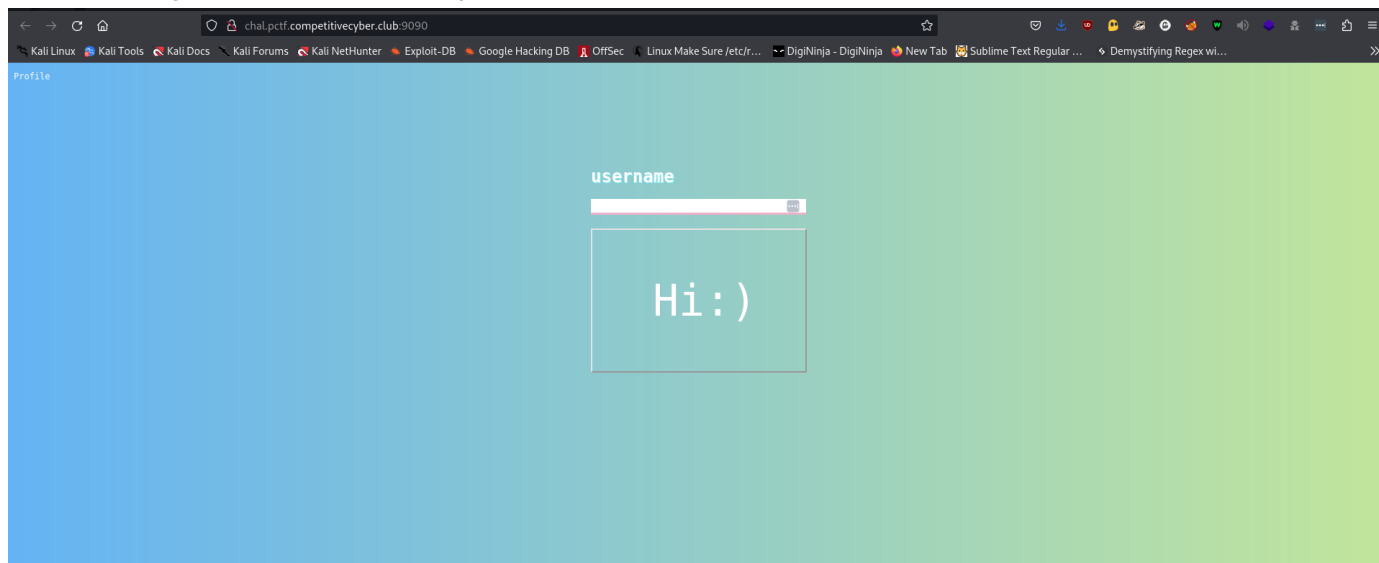 chal.pctf.competitivecyber.club:9090
Kali Linux Kali Tools Kali Docs Kali Forums Kali NetHunter Exploit-DB Google Hacking DB OffSec Linux Make Sure /etc/r… DigiNinja - DigiNinja New Tab Sublime Text Regular … Demystifying Regex wi…
Profile
username
Hi:)